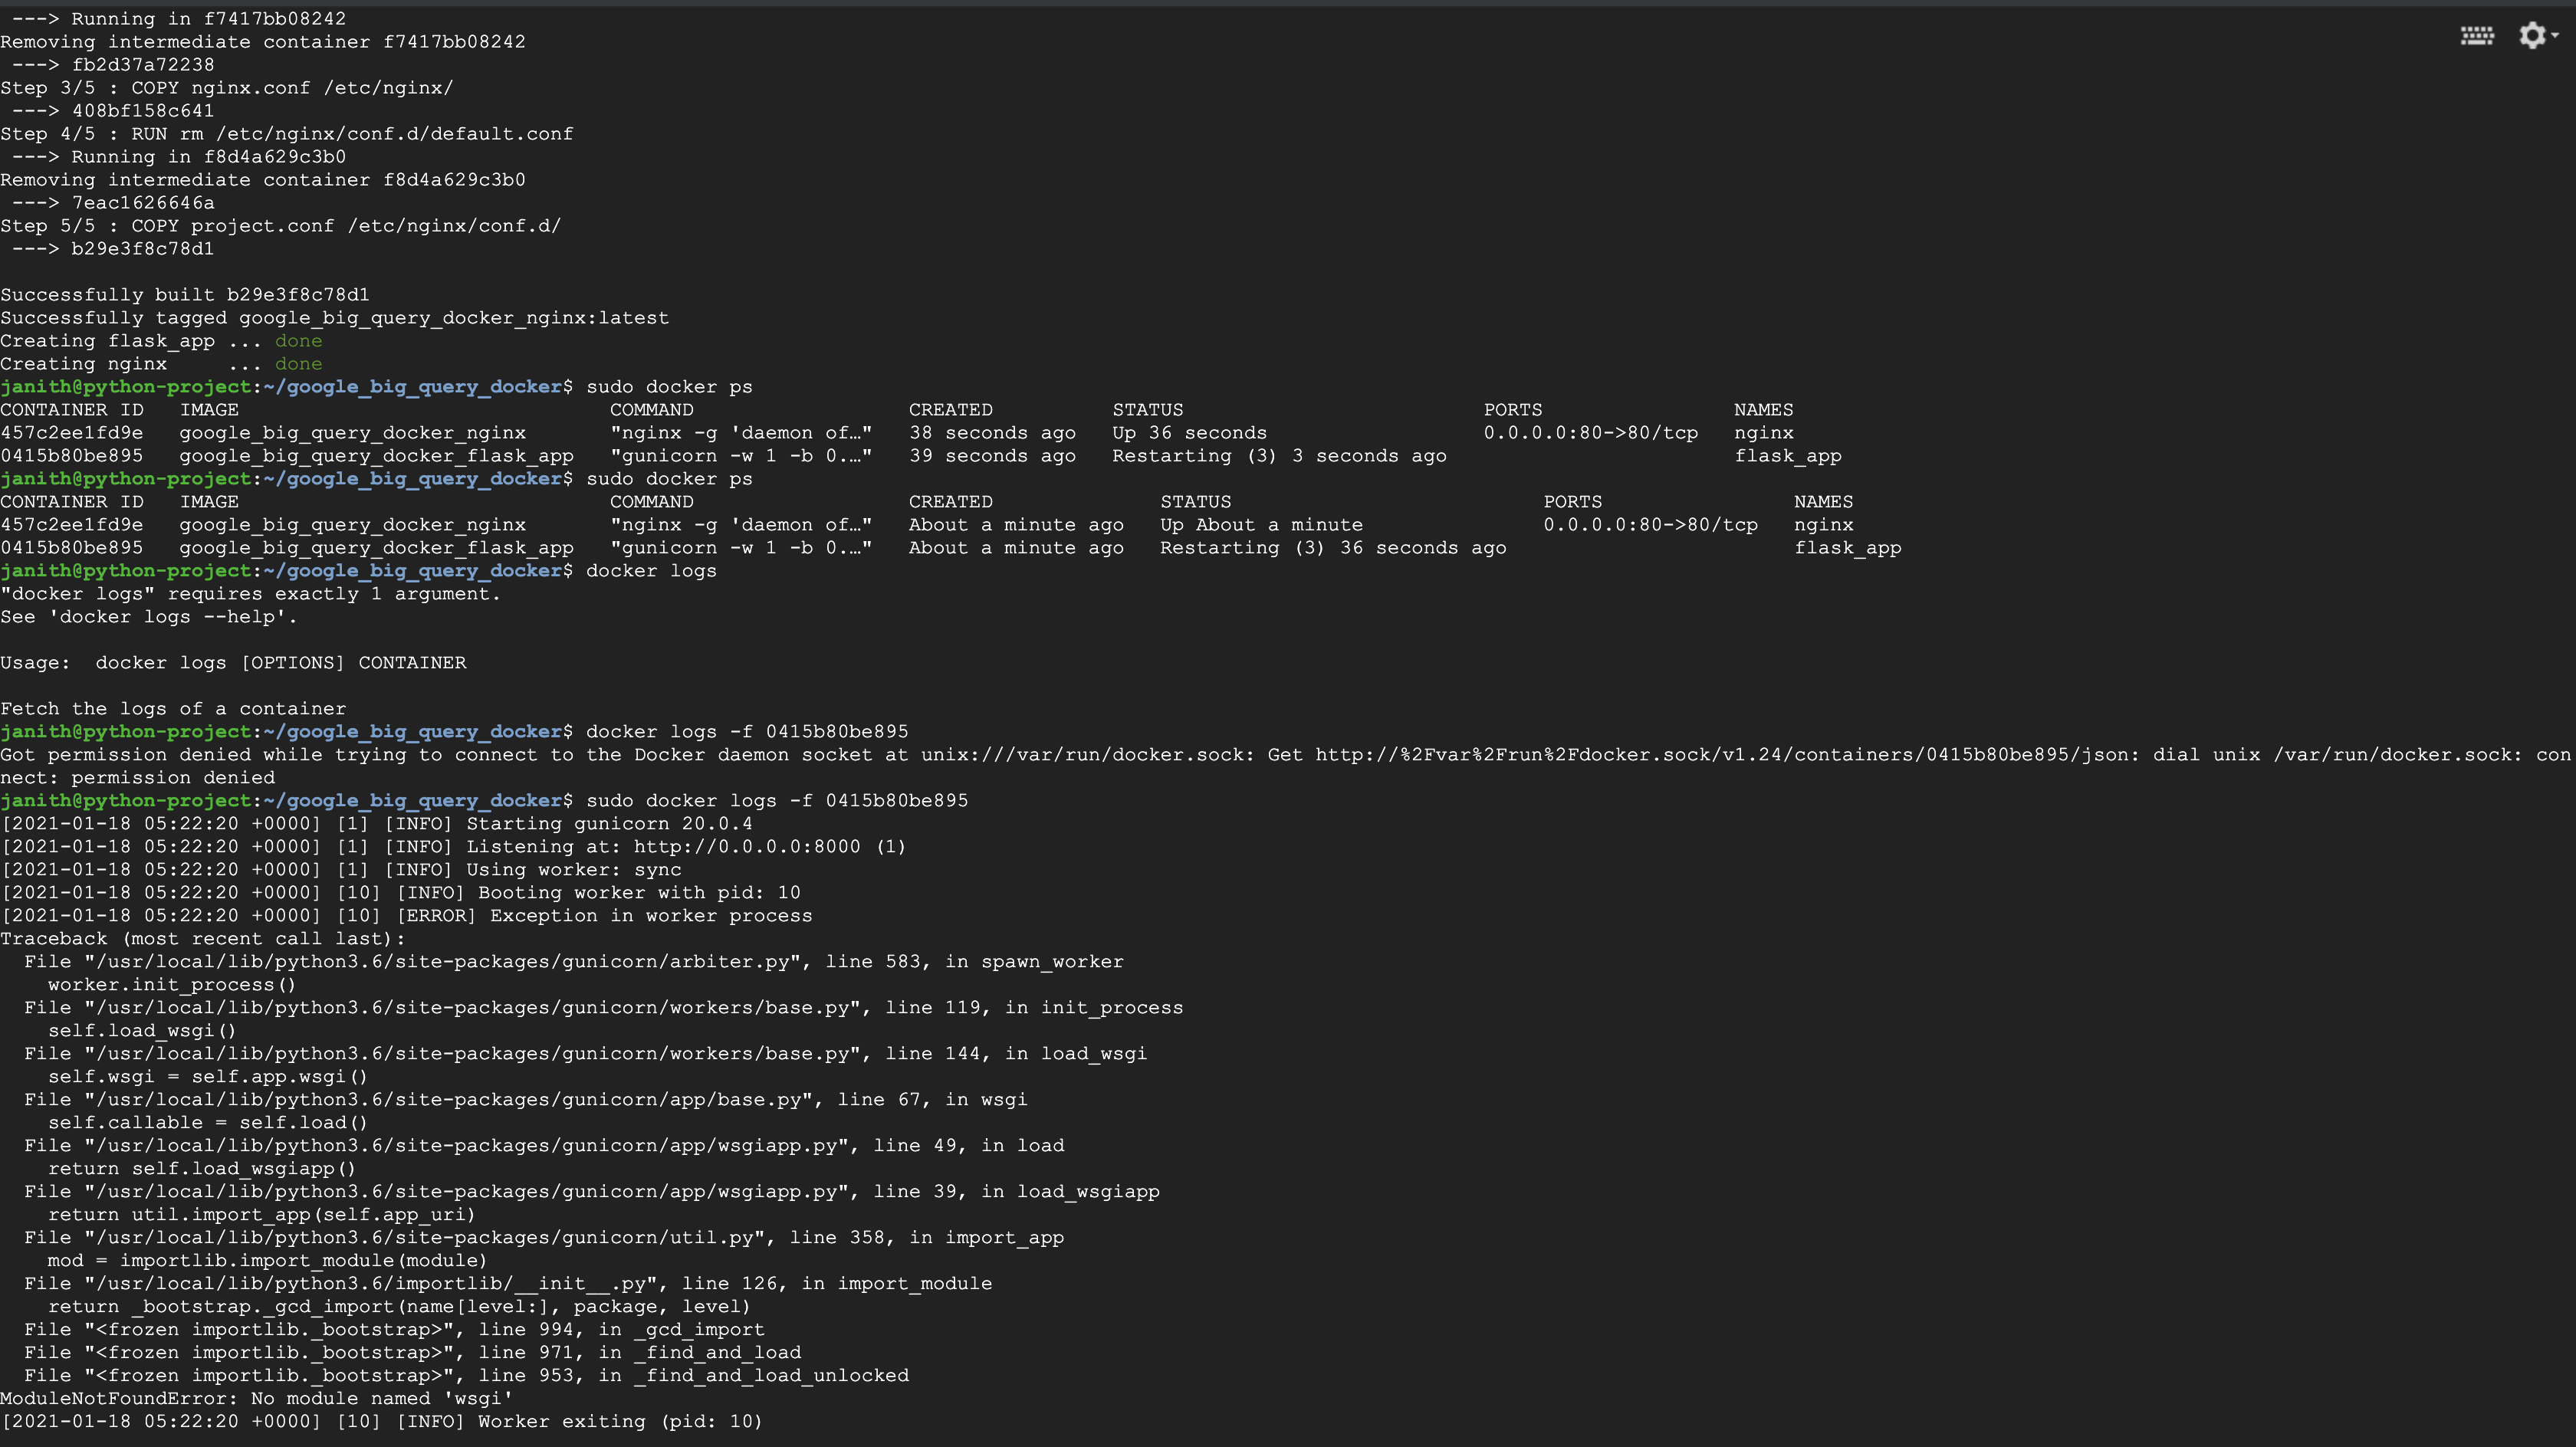 ---> Running in f7417bb08242
Removing intermediate container f7417bb08242
 ---> fb2d37a72238
Step 3/5 : COPY nginx.conf /etc/nginx/
 ---> 408bf158c641
Step 4/5 : RUN rm /etc/nginx/conf.d/default.conf
 ---> Running in f8d4a629c3b0
Removing intermediate container f8d4a629c3b0
 ---> 7eac1626646a
Step 5/5 : COPY project.conf /etc/nginx/conf.d/
 ---> b29e3f8c78d1

Successfully built b29e3f8c78d1
Successfully tagged google_big_query_docker_nginx:latest
Creating flask_app ... done
Creating nginx     ... done
janith@python-project:~/google_big_query_docker$ sudo docker ps
CONTAINER ID   IMAGE                               COMMAND                  CREATED          STATUS                         PORTS                NAMES
457c2ee1fd9e   google_big_query_docker_nginx       "nginx -g 'daemon of…"   38 seconds ago   Up 36 seconds                  0.0.0.0:80->80/tcp   nginx
0415b80be895   google_big_query_docker_flask_app   "gunicorn -w 1 -b 0.…"   39 seconds ago   Restarting (3) 3 seconds ago                        flask_app
janith@python-project:~/google_big_query_docker$ sudo docker ps
CONTAINER ID   IMAGE                               COMMAND                  CREATED              STATUS                          PORTS                NAMES
457c2ee1fd9e   google_big_query_docker_nginx       "nginx -g 'daemon of…"   About a minute ago   Up About a minute               0.0.0.0:80->80/tcp   nginx
0415b80be895   google_big_query_docker_flask_app   "gunicorn -w 1 -b 0.…"   About a minute ago   Restarting (3) 36 seconds ago                        flask_app
janith@python-project:~/google_big_query_docker$ docker logs
"docker logs" requires exactly 1 argument.
See 'docker logs --help'.

Usage:  docker logs [OPTIONS] CONTAINER

Fetch the logs of a container
janith@python-project:~/google_big_query_docker$ docker logs -f 0415b80be895
Got permission denied while trying to connect to the Docker daemon socket at unix:///var/run/docker.sock: Get http://%2Fvar%2Frun%2Fdocker.sock/v1.24/containers/0415b80be895/json: dial unix /var/run/docker.sock: con
nect: permission denied
janith@python-project:~/google_big_query_docker$ sudo docker logs -f 0415b80be895
[2021-01-18 05:22:20 +0000] [1] [INFO] Starting gunicorn 20.0.4
[2021-01-18 05:22:20 +0000] [1] [INFO] Listening at: http://0.0.0.0:8000 (1)
[2021-01-18 05:22:20 +0000] [1] [INFO] Using worker: sync
[2021-01-18 05:22:20 +0000] [10] [INFO] Booting worker with pid: 10
[2021-01-18 05:22:20 +0000] [10] [ERROR] Exception in worker process
Traceback (most recent call last):
  File "/usr/local/lib/python3.6/site-packages/gunicorn/arbiter.py", line 583, in spawn_worker
    worker.init_process()
  File "/usr/local/lib/python3.6/site-packages/gunicorn/workers/base.py", line 119, in init_process
    self.load_wsgi()
  File "/usr/local/lib/python3.6/site-packages/gunicorn/workers/base.py", line 144, in load_wsgi
    self.wsgi = self.app.wsgi()
  File "/usr/local/lib/python3.6/site-packages/gunicorn/app/base.py", line 67, in wsgi
    self.callable = self.load()
  File "/usr/local/lib/python3.6/site-packages/gunicorn/app/wsgiapp.py", line 49, in load
    return self.load_wsgiapp()
  File "/usr/local/lib/python3.6/site-packages/gunicorn/app/wsgiapp.py", line 39, in load_wsgiapp
    return util.import_app(self.app_uri)
  File "/usr/local/lib/python3.6/site-packages/gunicorn/util.py", line 358, in import_app
    mod = importlib.import_module(module)
  File "/usr/local/lib/python3.6/importlib/__init__.py", line 126, in import_module
    return _bootstrap._gcd_import(name[level:], package, level)
  File "<frozen importlib._bootstrap>", line 994, in _gcd_import
  File "<frozen importlib._bootstrap>", line 971, in _find_and_load
  File "<frozen importlib._bootstrap>", line 953, in _find_and_load_unlocked
ModuleNotFoundError: No module named 'wsgi'
[2021-01-18 05:22:20 +0000] [10] [INFO] Worker exiting (pid: 10)